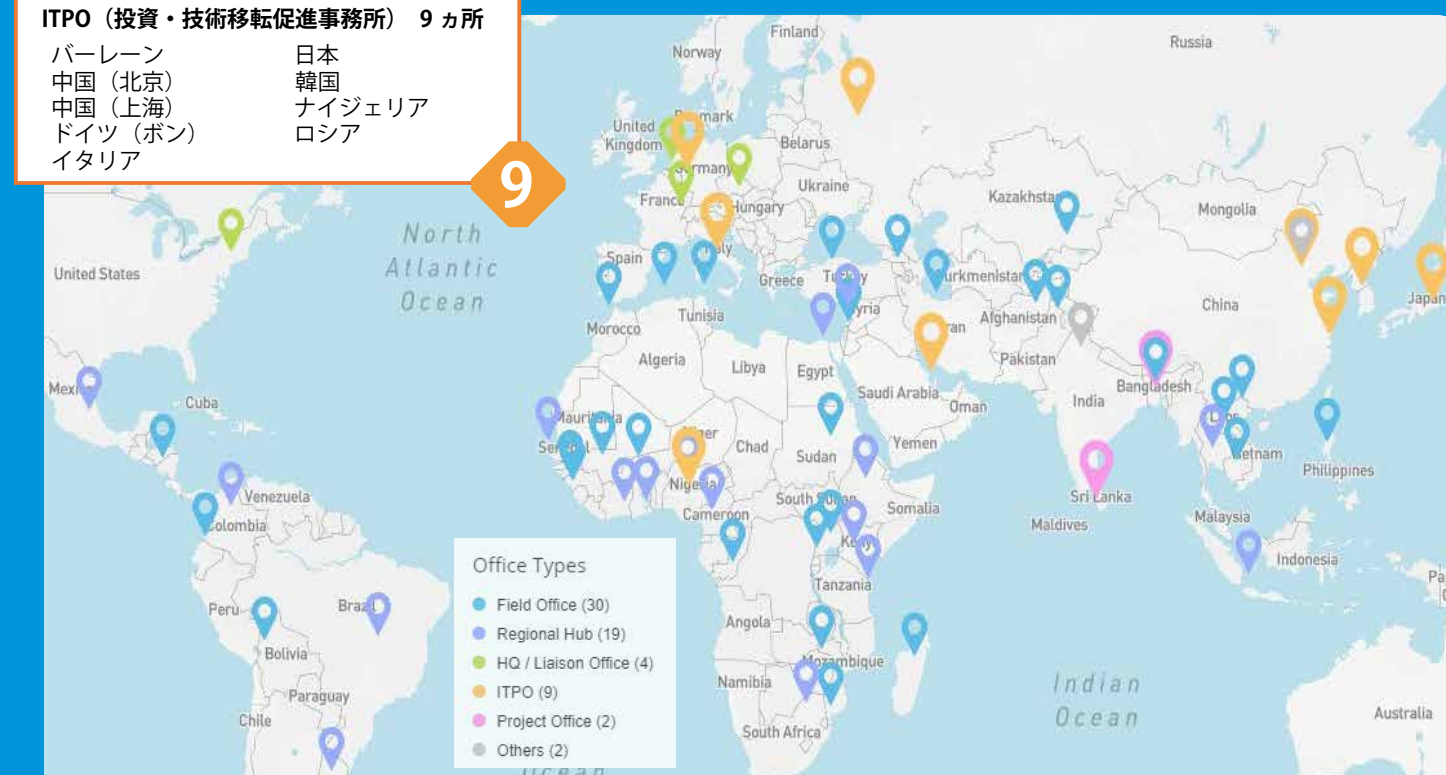 ITPO（投資・技術移転促進事務所） 9 ヵ所
バーレーン 日本
中国（北京） 韓国
中国（上海） ナイジェリア
ドイツ（ボン） ロシア
イタリア
9
Finland
Norway
Russia
United
Kingdom
Belarus
Ukraine
France
Hungary
Kazakhstan
Mongolia
North
Atlantic
Ocean
United States
Spain
Greece
Turkey
China
Japan
Morocco
Tunisia
Afghanistan
Algeria
Libya
Egypt
Pakistan
Bangladesh
Saudi Arabia
Oman
India
Cuba
Chad
Sudan
Yemen
Philippines
Venezuela
Cameroon
Somalia
Sri Lanka
Maldives
Malaysia
Indonesia
Tanzania
Peru
Angola
Bolivia
Mozambique
Namibia
Paraguay
Chile
South Africa
Indian
Ocean
Australia
Office Types
Field Office (30)
Regional Hub (19)
HQ / Liaison Office (4)
ITPO (9)
Project Office (2)
Others (2)
Ocean